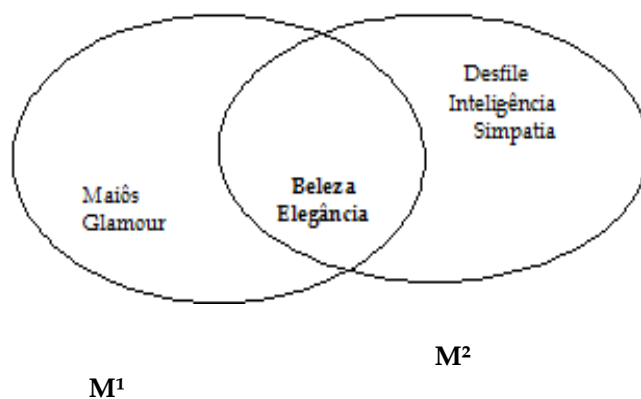 Desfile
Inteligência
Simpatia
Maiôs
Glamour
Beleza
Elegância
M²
M¹